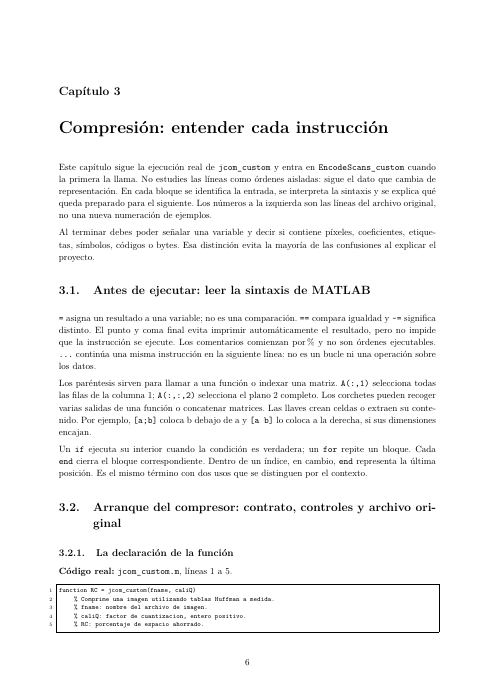 Capítulo 3
Compresión: entender cada instrucción
Este capítulo sigue la ejecución real de jcom_custom y entra en EncodeScans_custom cuando
la primera la llama. No estudies las líneas como órdenes aisladas: sigue el dato que cambia de
representación. En cada bloque se identifica la entrada, se interpreta la sintaxis y se explica qué
queda preparado para el siguiente. Los números a la izquierda son las líneas del archivo original,
no una nueva numeración de ejemplos.
Al terminar debes poder señalar una variable y decir si contiene píxeles, coeficientes, etique-
tas, símbolos, códigos o bytes. Esa distinción evita la mayoría de las confusiones al explicar el
proyecto.
3.1. Antes de ejecutar: leer la sintaxis de MATLAB
= asigna un resultado a una variable; no es una comparación. == compara igualdad y ~= significa
distinto. El punto y coma final evita imprimir automáticamente el resultado, pero no impide
que la instrucción se ejecute. Los comentarios comienzan por % y no son órdenes ejecutables.
... continúa una misma instrucción en la siguiente línea: no es un bucle ni una operación sobre
los datos.
Los paréntesis sirven para llamar a una función o indexar una matriz. A(:,1) selecciona todas
las filas de la columna 1; A(:,:,2) selecciona el plano 2 completo. Los corchetes pueden recoger
varias salidas de una función o concatenar matrices. Las llaves crean celdas o extraen su conte-
nido. Por ejemplo, [a;b] coloca b debajo de a y [a b] lo coloca a la derecha, si sus dimensiones
encajan.
Un if ejecuta su interior cuando la condición es verdadera; un for repite un bloque. Cada
end cierra el bloque correspondiente. Dentro de un índice, en cambio, end representa la última
posición. Es el mismo término con dos usos que se distinguen por el contexto.
3.2. Arranque del compresor: contrato, controles y archivo ori-
ginal
3.2.1. La declaración de la función
Código real: jcom_custom.m, líneas 1 a 5.
1 function RC = jcom_custom(fname, caliQ)
2 % Comprime una imagen utilizando tablas Huffman a medida.
3 % fname: nombre del archivo de imagen.
4 % caliQ: factor de cuantizacion, entero positivo.
5 % RC: porcentaje de espacio ahorrado.
6